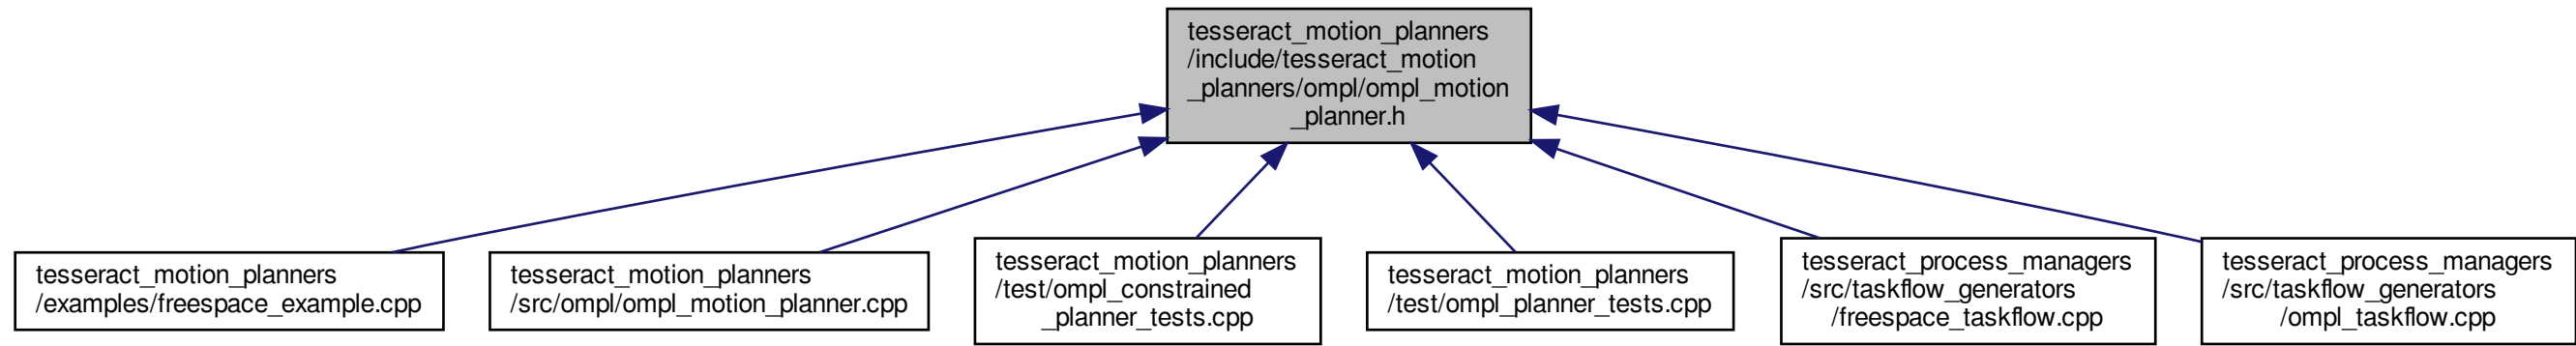 tesseract_motion_planners
/include/tesseract_motion
_planners/ompl/ompl_motion
_planner.h
tesseract_motion_planners
/examples/freespace_example.cpp
tesseract_motion_planners
/src/ompl/ompl_motion_planner.cpp
tesseract_motion_planners
/test/ompl_constrained
_planner_tests.cpp
tesseract_motion_planners
/test/ompl_planner_tests.cpp
tesseract_process_managers
/src/taskflow_generators
/freespace_taskflow.cpp
tesseract_process_managers
/src/taskflow_generators
/ompl_taskflow.cpp